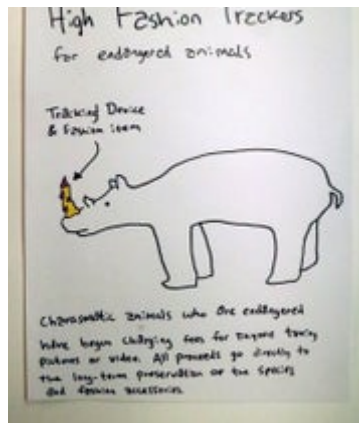 High Fashion Trackers
for endangered animals
Tracking Device
& Fashion item
Charasmatic animals who are endangered
have begun charging fees for anyone taking
pictures or video. All proceeds go directly to
the long-term preservation of the species
and fashion accessories